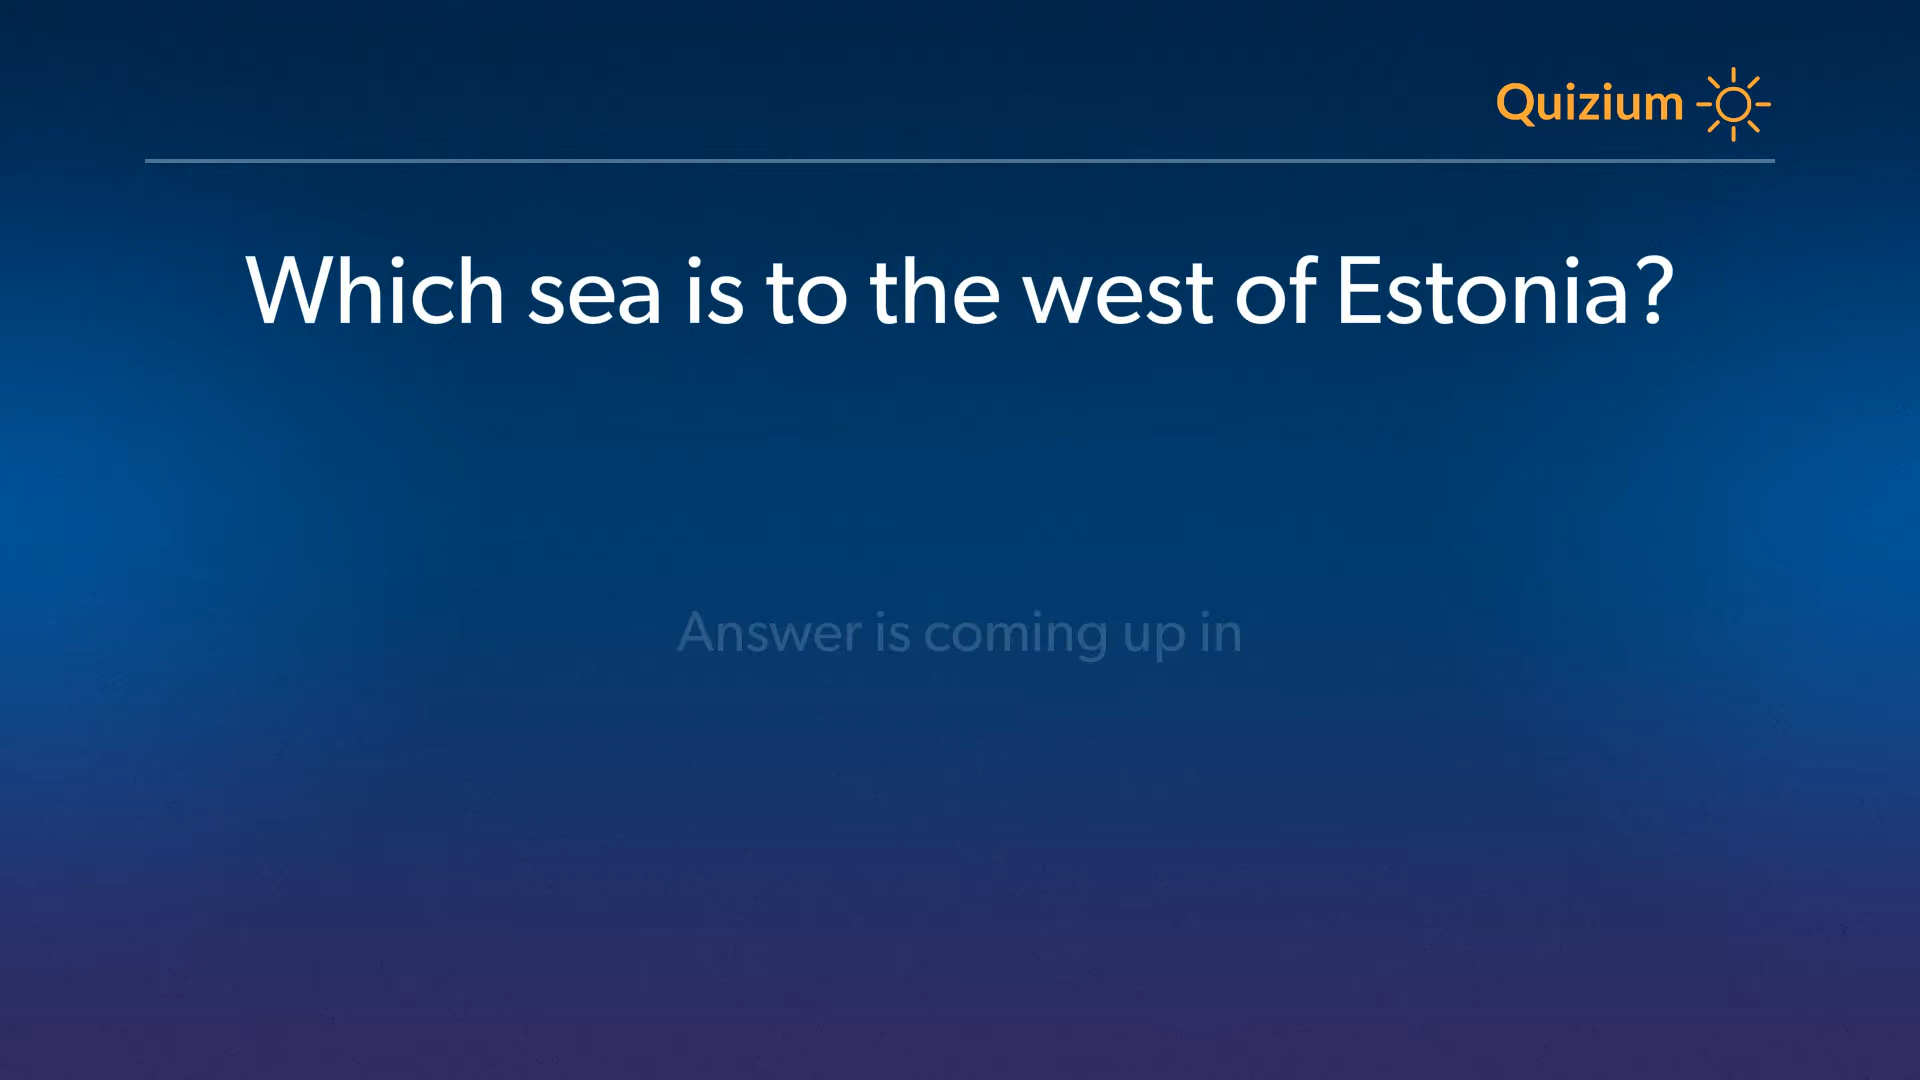 Quizium
Which sea is to the west of Estonia?
Answer is coming up in